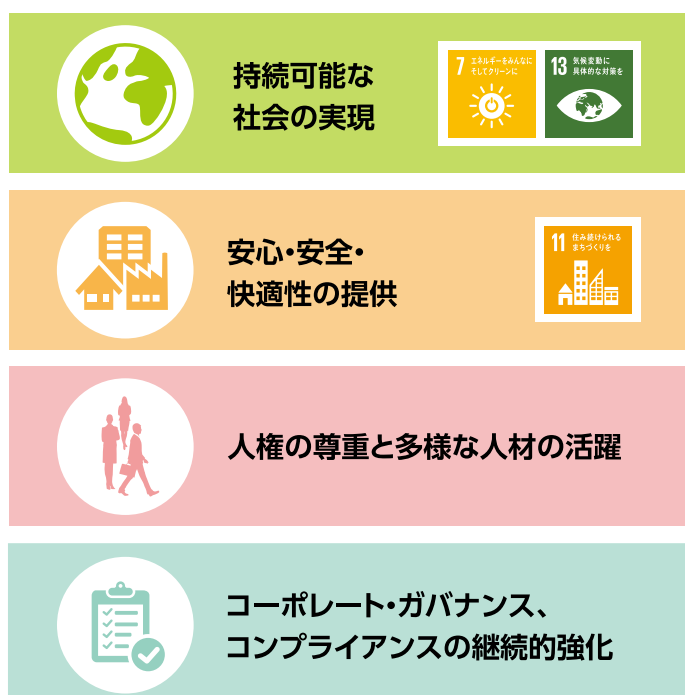 持続可能な
社会の実現
7 エネルギーをみんなに
そしてクリーンに
13 気候変動に
具体的な対策を
安心・安全・
快適性の提供
11 住み続けられる
まちづくりを
人権の尊重と多様な人材の活躍
コーポレート・ガバナンス、
コンプライアンスの継続的強化